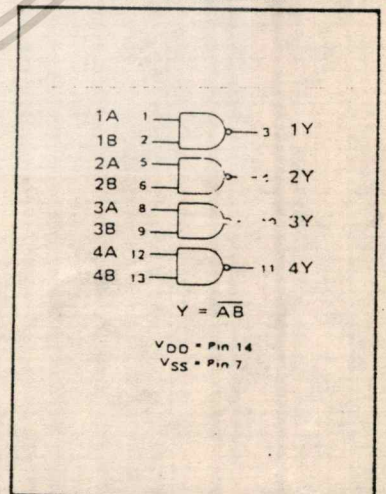 1A 1
1B 2 3 1Y
2A 5
2B 6 2Y
3A 8
3B 9 3Y
4A 12
4B 13 11 4Y
Y = A̅B̅
VDD = Pin 14
VSS = Pin 7